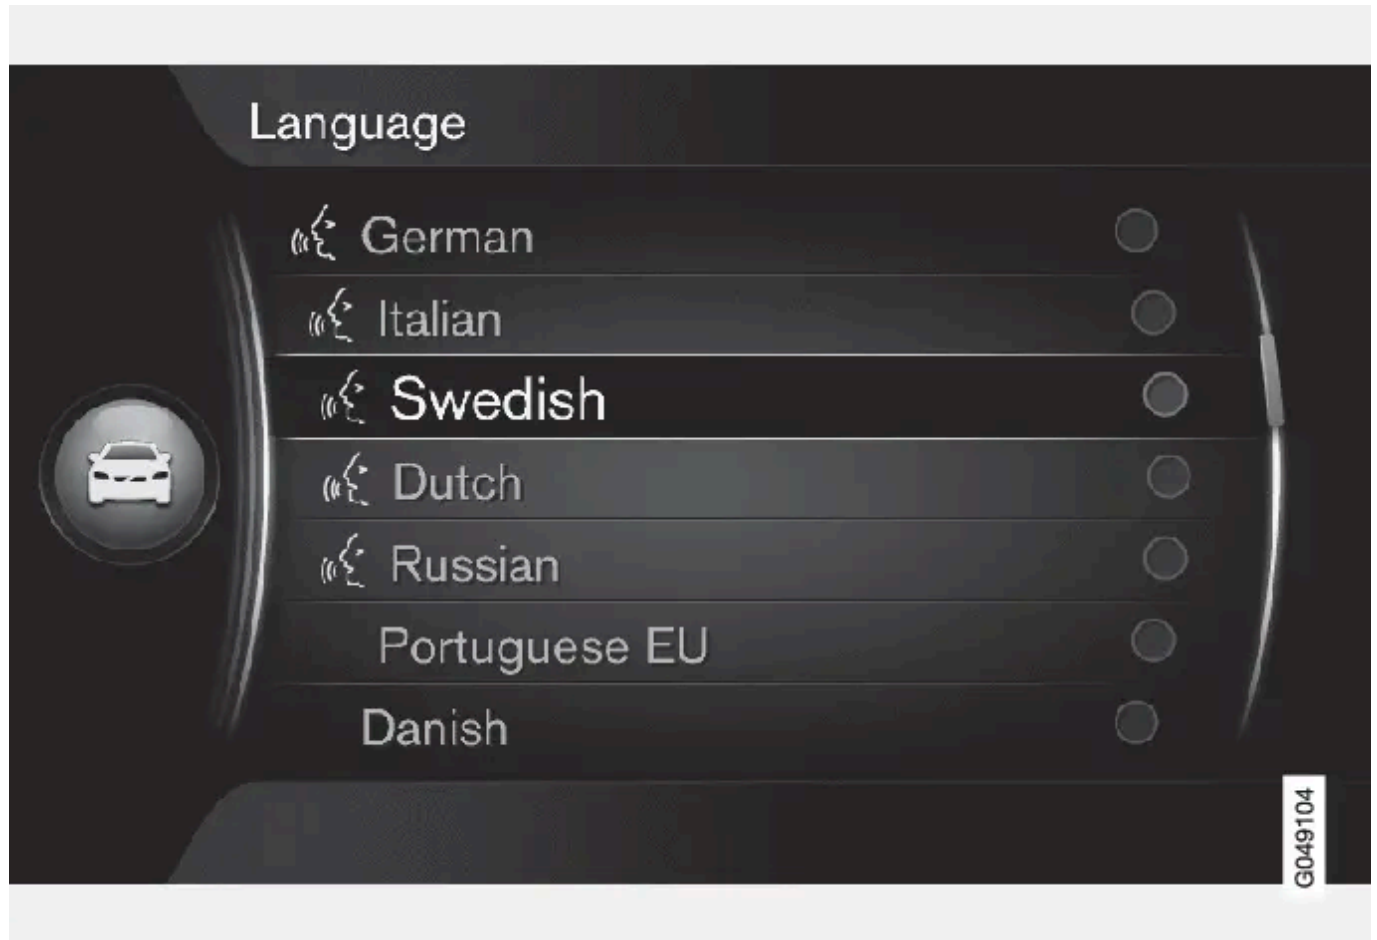 Language
German
Italian
Swedish
Dutch
Russian
Portuguese EU
Danish
G049104